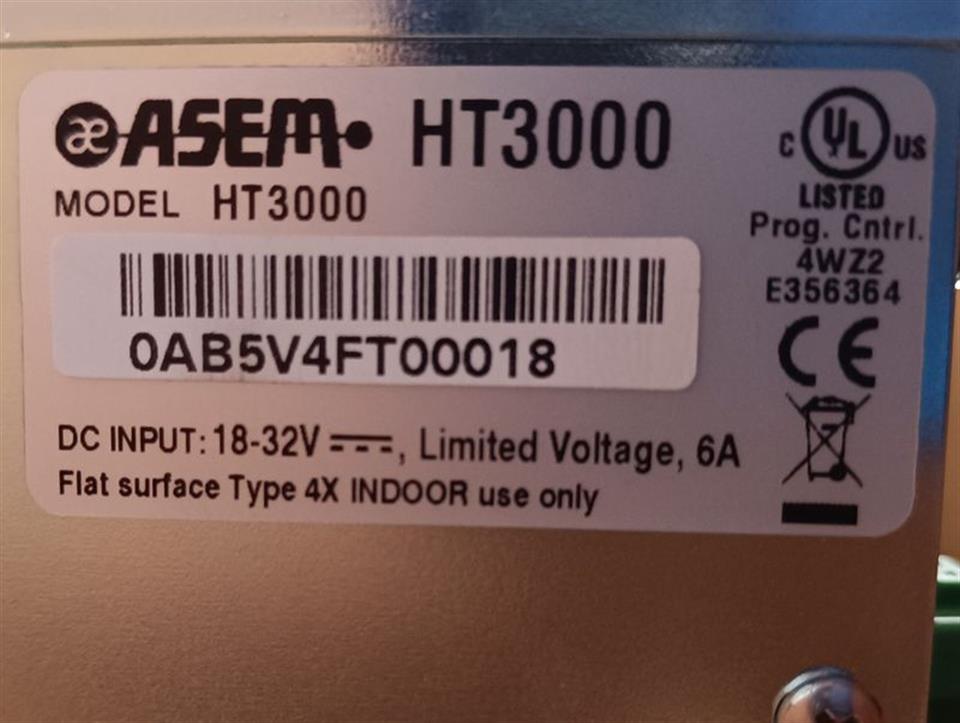 æ ASEM HT3000
MODEL HT3000
0AB5V4FT00018
DC INPUT: 18-32V ⎓, Limited Voltage, 6A
Flat surface Type 4X INDOOR use only
C UL US
LISTED
Prog. Cntrl.
4WZ2
E356364
CE